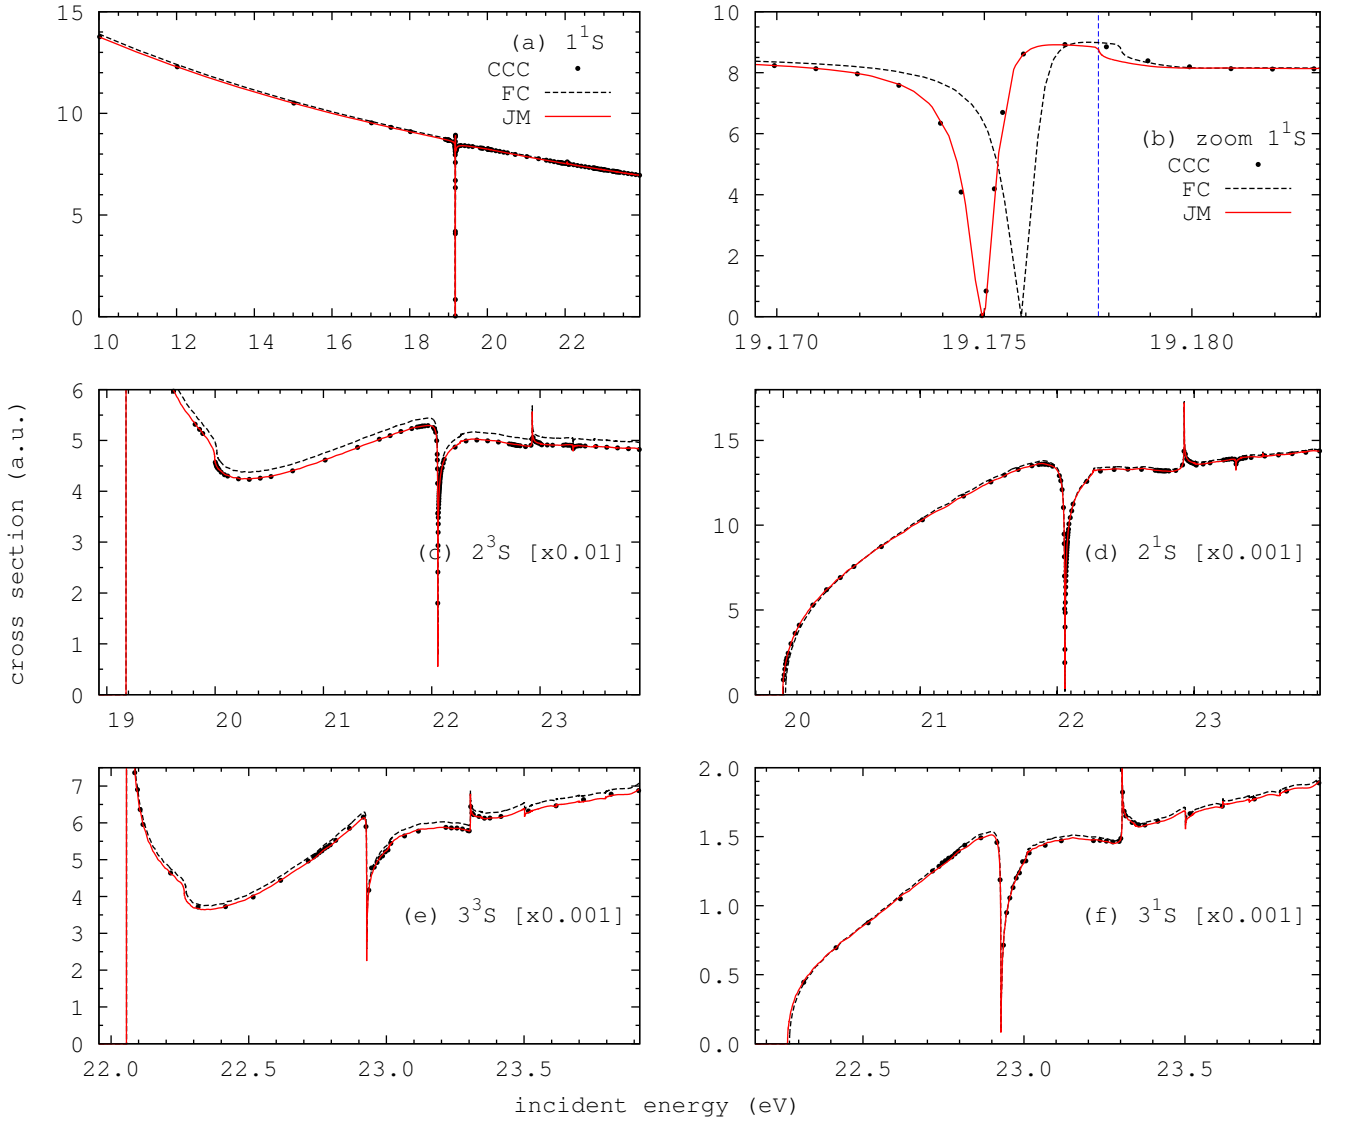 (a) 1¹S
CCC
FC
JM
15
10
5
0
10 12 14 16 18 20 22
(b) zoom 1¹S
CCC
FC
JM
10
8
6
4
2
0
19.170 19.175 19.180
cross section (a.u.)
6
5
4
3
2
1
0
(c) 2³S [x0.01]
19 20 21 22 23
15
10
5
0
(d) 2¹S [x0.001]
20 21 22 23
7
6
5
4
3
2
1
0
(e) 3³S [x0.001]
22.0 22.5 23.0 23.5
2.0
1.5
1.0
0.5
0.0
(f) 3¹S [x0.001]
22.5 23.0 23.5
incident energy (eV)